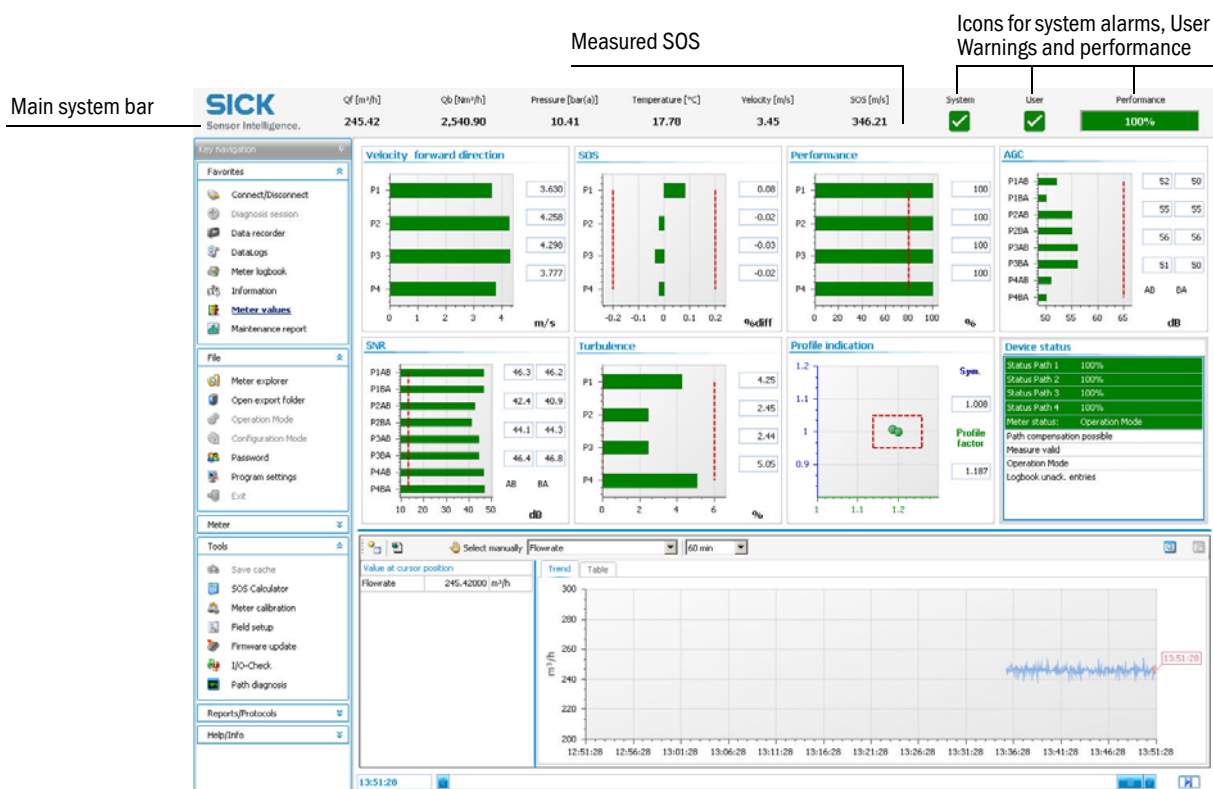 Icons for system alarms, User
Warnings and performance
Measured SOS
Main system bar
SICK
Sensor Intelligence.
Qf [m³/h] Qb [Nm³/h] Pressure [bar(a)] Temperature [°C] Velocity [m/s] SOS [m/s] System User Performance
245.42 2,540.90 10.41 17.78 3.45 346.21 100%
Key navigation
Favorites
Connect/Disconnect
Diagnosis session
Data recorder
DataLogs
Meter logbook
Information
Meter values
Maintenance report
File
Meter explorer
Open export folder
Operation Mode
Configuration Mode
Password
Program settings
Exit
Meter
Tools
Save cache
SOS Calculator
Meter calibration
Field setup
Firmware update
I/O-Check
Path diagnosis
Reports/Protocols
Help/Info
Velocity forward direction
P1 3.630
P2 4.258
P3 4.298
P4 3.777
0 1 2 3 4 m/s
SOS
P1 0.08
P2 -0.02
P3 -0.03
P4 -0.02
-0.2 -0.1 0 0.1 0.2 %diff
Performance
P1 100
P2 100
P3 100
P4 100
0 20 40 60 80 100 %
AGC
P1AB 52 50
P1BA
P2AB 55 55
P2BA
P3AB 56 56
P3BA 51 50
P4AB
P4BA AB BA
50 55 60 65 dB
SNR
P1AB 46.3 46.2
P1BA
P2AB 42.4 40.9
P2BA
P3AB 44.1 44.3
P3BA 46.4 46.8
P4AB
P4BA AB BA
10 20 30 40 50 dB
Turbulence
P1 4.25
P2 2.45
P3 2.44
P4 5.05
0 2 4 6 %
Profile indication
1.2
1.1
1
0.9
1 1.1 1.2
Sym.
1.008
Profile
factor
1.187
Device status
Status Path 1 100%
Status Path 2 100%
Status Path 3 100%
Status Path 4 100%
Meter status: Operation Mode
Path compensation possible
Measure valid
Operation Mode
Logbook unack. entries
Select manually Flowrate 60 min
Value at cursor position
Flowrate 245.42000 m³/h
Trend Table
300
280
260
240
220
200
m³/h
13:51:28
12:51:28 12:56:28 13:01:28 13:06:28 13:11:28 13:16:28 13:21:28 13:26:28 13:31:28 13:36:28 13:41:28 13:46:28 13:51:28
13:51:28